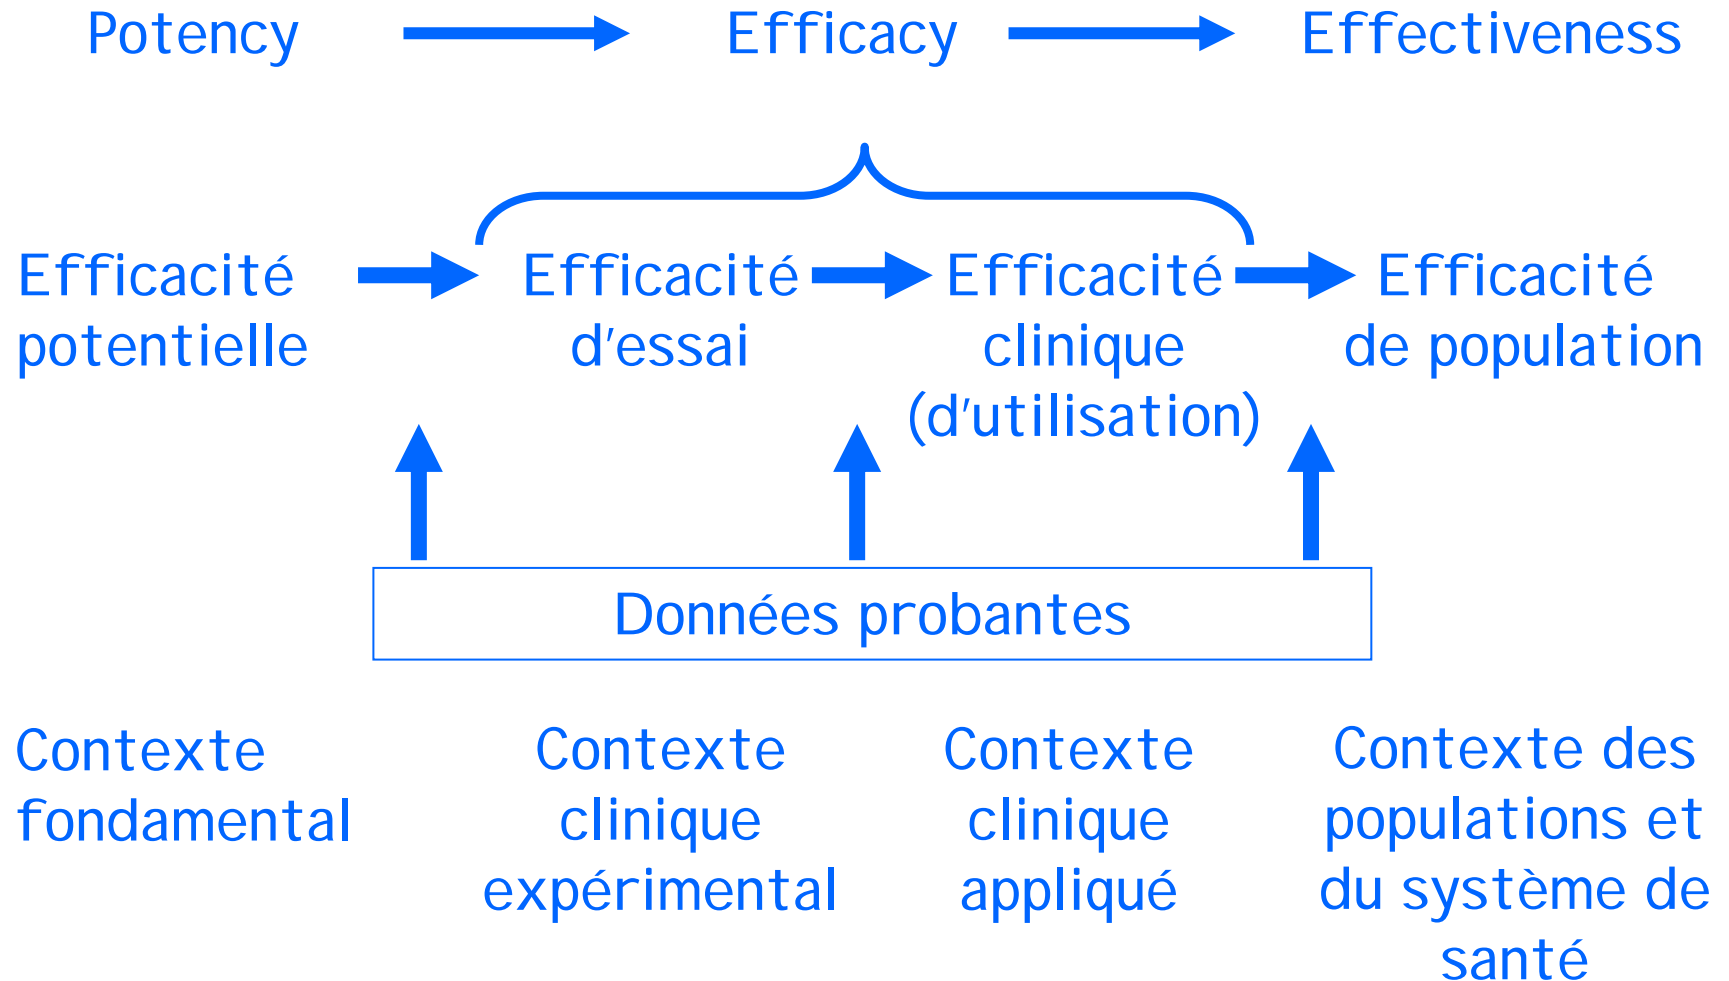 Potency
Efficacy
Effectiveness
Efficacité
potentielle
Efficacité
d'essai
Efficacité
clinique
(d'utilisation)
Efficacité
de population
Données probantes
Contexte
fondamental
Contexte
clinique
expérimental
Contexte
clinique
appliqué
Contexte des
populations et
du système de
santé